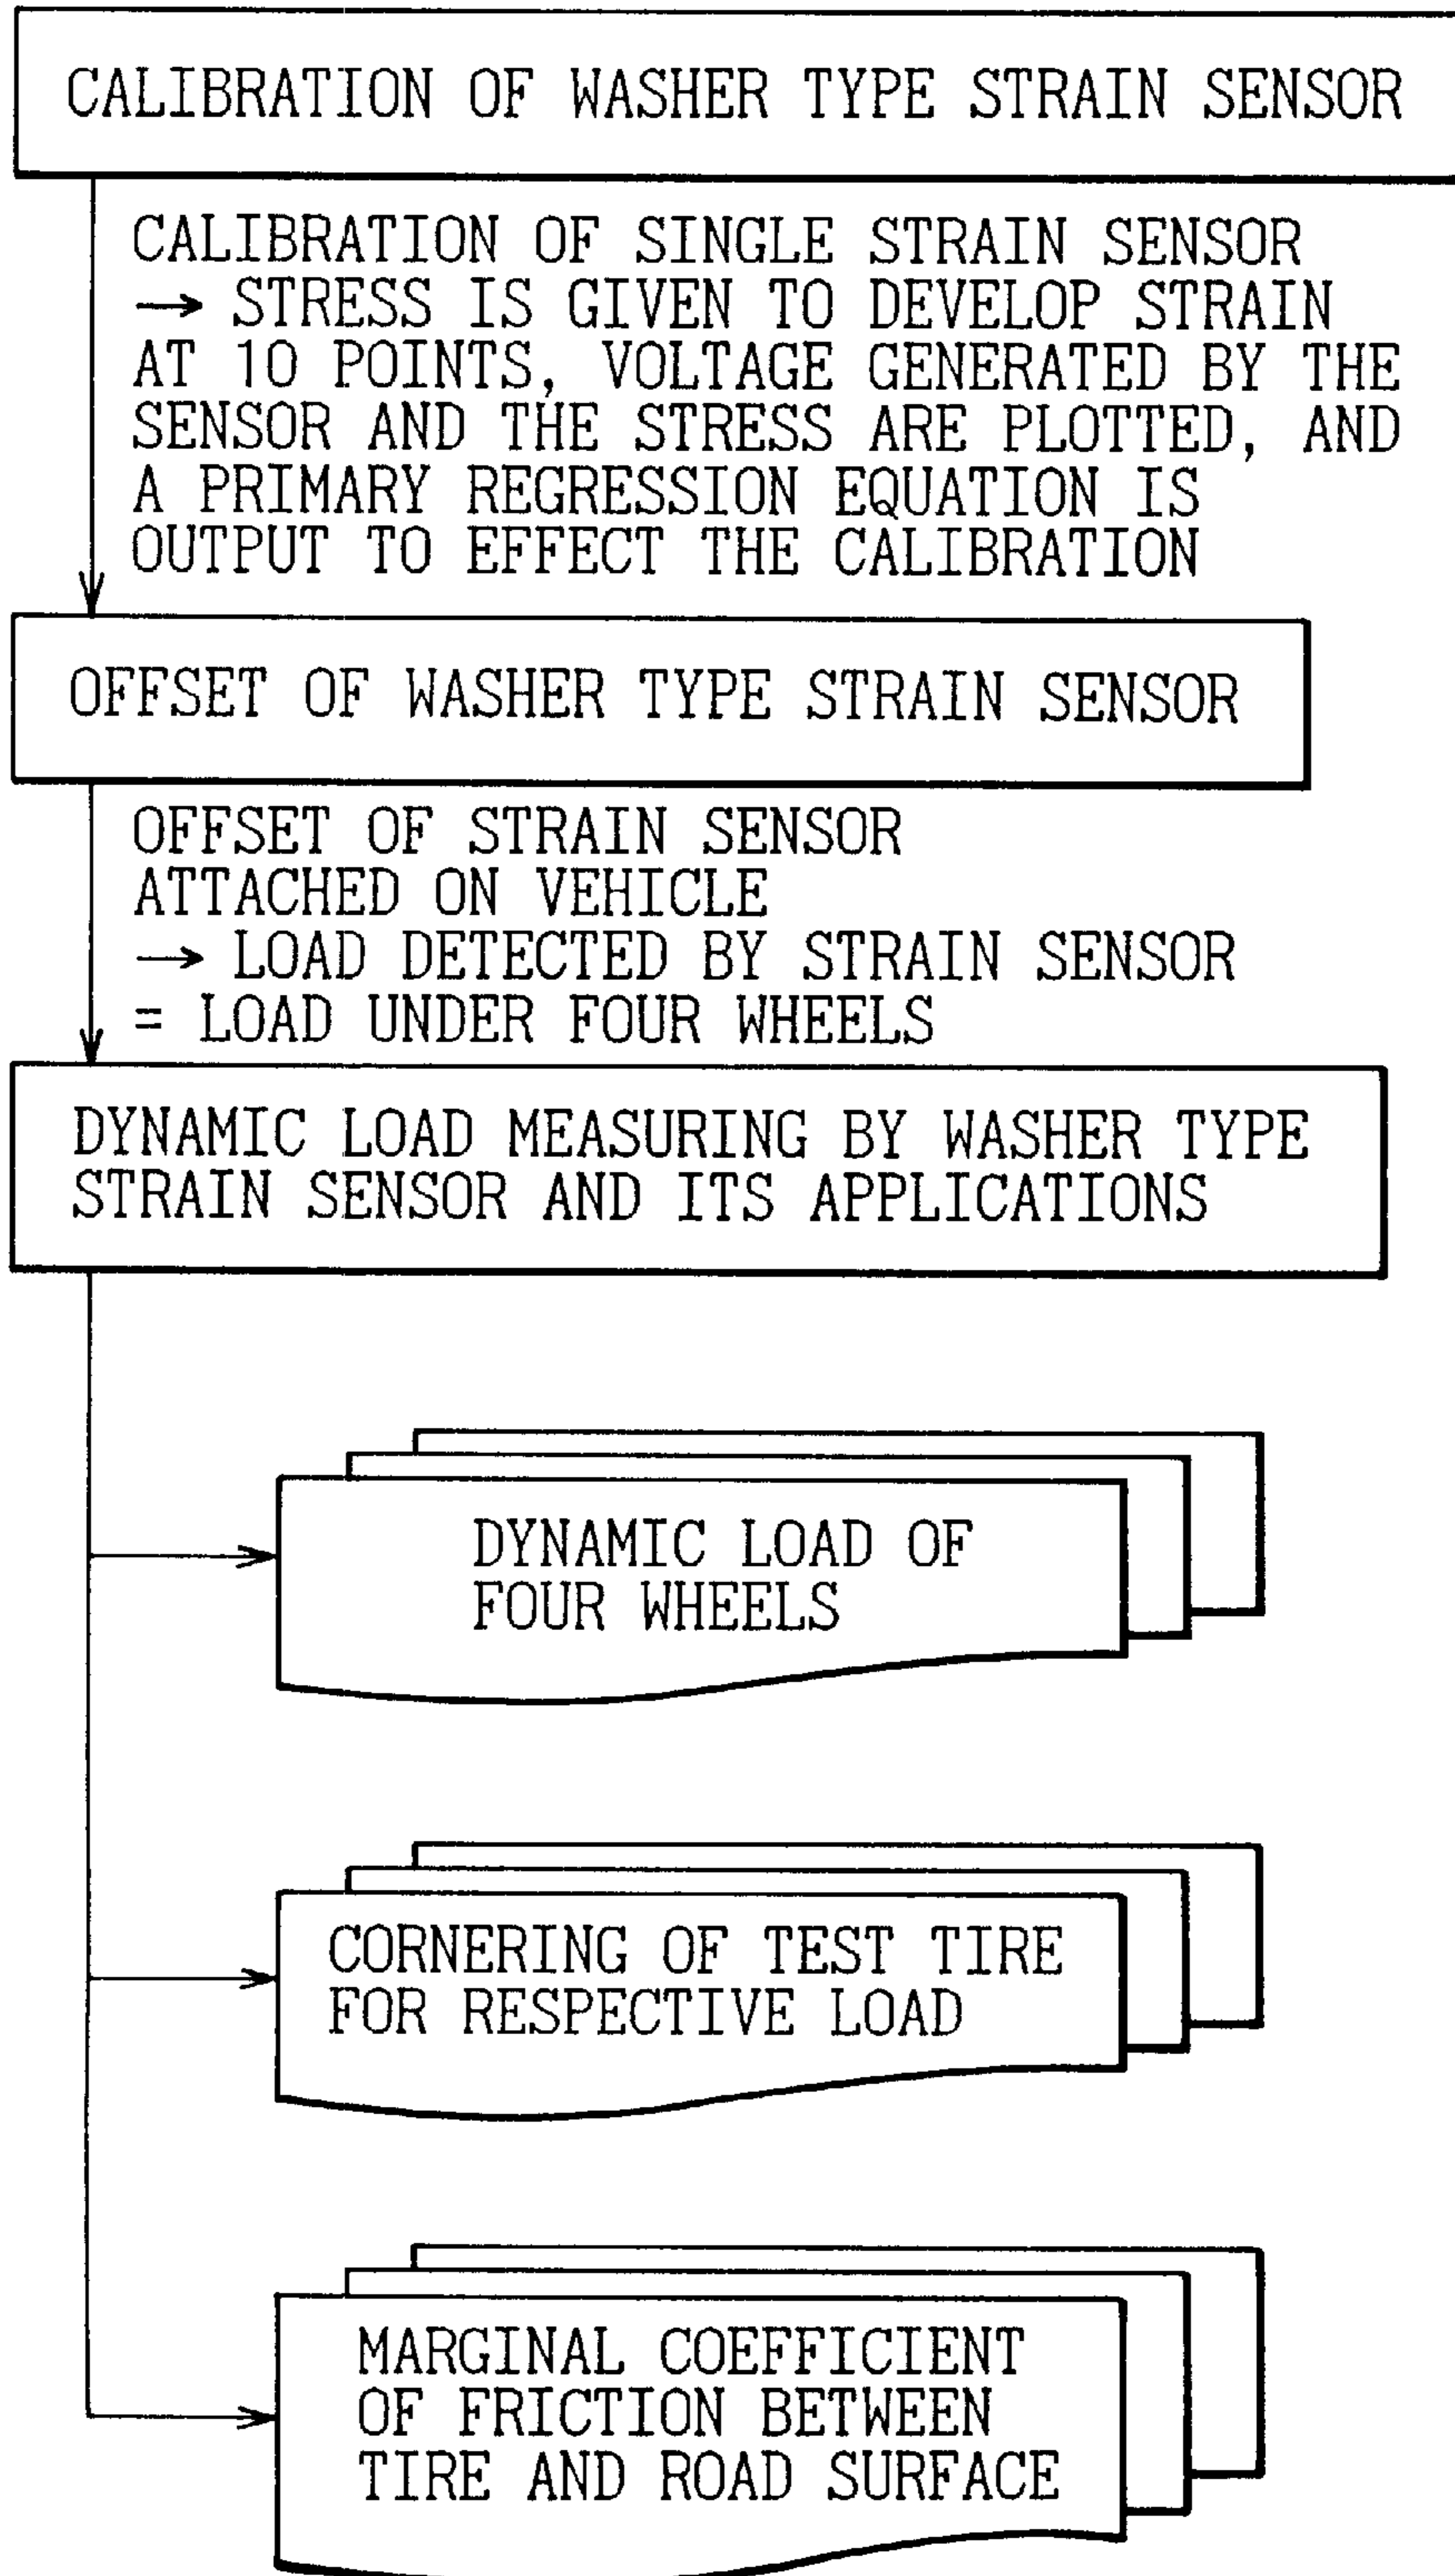 CALIBRATION OF WASHER TYPE STRAIN SENSOR
CALIBRATION OF SINGLE STRAIN SENSOR
→ STRESS IS GIVEN TO DEVELOP STRAIN
AT 10 POINTS, VOLTAGE GENERATED BY THE
SENSOR AND THE STRESS ARE PLOTTED, AND
A PRIMARY REGRESSION EQUATION IS
OUTPUT TO EFFECT THE CALIBRATION
OFFSET OF WASHER TYPE STRAIN SENSOR
OFFSET OF STRAIN SENSOR
ATTACHED ON VEHICLE
→ LOAD DETECTED BY STRAIN SENSOR
= LOAD UNDER FOUR WHEELS
DYNAMIC LOAD MEASURING BY WASHER TYPE
STRAIN SENSOR AND ITS APPLICATIONS
DYNAMIC LOAD OF
FOUR WHEELS
CORNERING OF TEST TIRE
FOR RESPECTIVE LOAD
MARGINAL COEFFICIENT
OF FRICTION BETWEEN
TIRE AND ROAD SURFACE